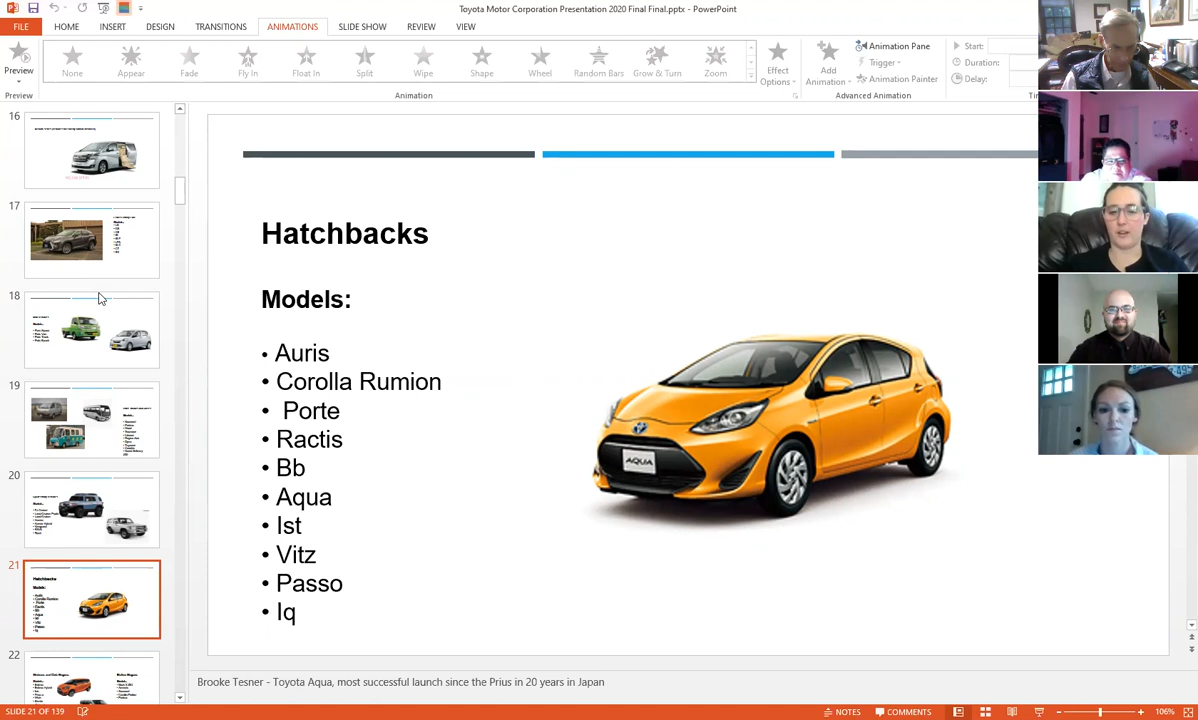 Toyota Motor Corporation Presentation 2020 Final Final.pptx - PowerPoint
FILE HOME INSERT DESIGN TRANSITIONS ANIMATIONS SLIDE SHOW REVIEW VIEW
Preview
Preview
None Appear Fade Fly In Float In Split Wipe Shape Wheel Random Bars Grow & Turn Zoom
Animation
Effect
Options
Add
Animation
Animation Pane
Trigger
Animation Painter
Advanced Animation
Start:
Duration:
Delay:
16
17
18
19
20
21
Hatchbacks
Models:
22
Hatchbacks
Models:
• Auris
• Corolla Rumion
• Porte
• Ractis
• Bb
• Aqua
• Ist
• Vitz
• Passo
• Iq
AQUA
Brooke Tesner - Toyota Aqua, most successful launch since the Prius in 20 years in Japan
SLIDE 21 OF 139 NOTES COMMENTS 106%